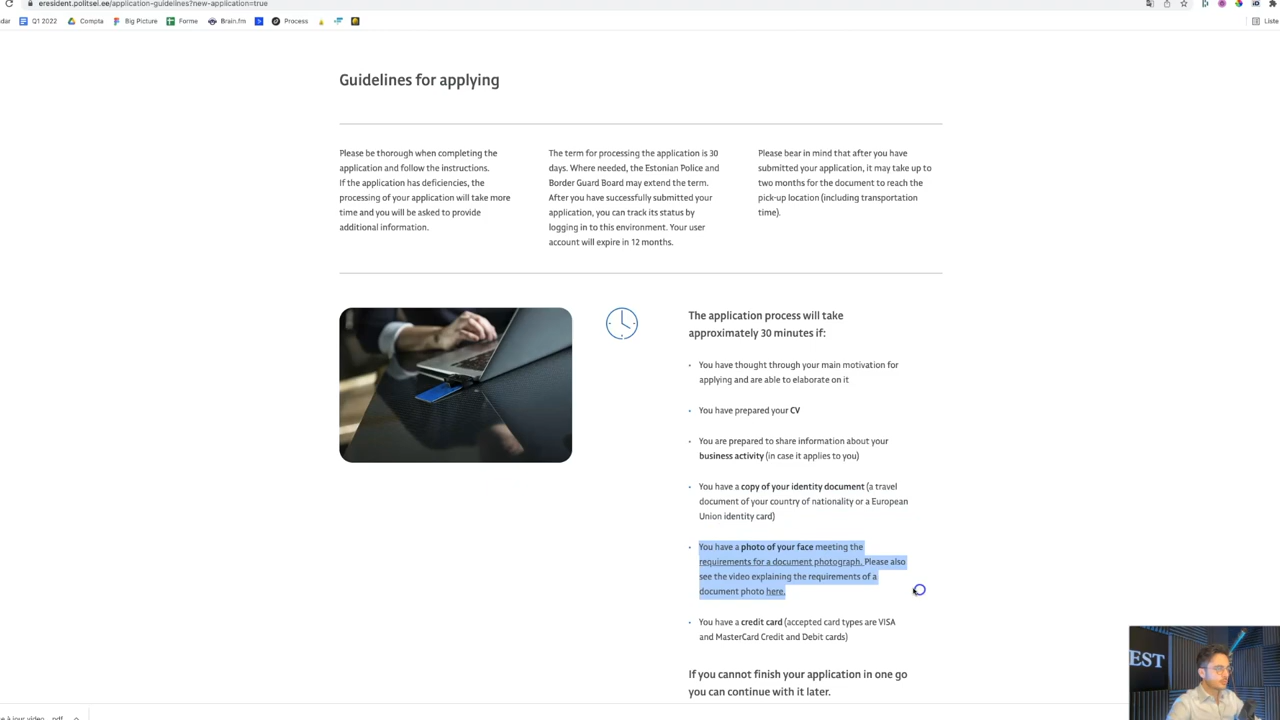 eresident.politsei.ee/application-guidelines?new-application=true
dar
Q1 2022
Compta
Big Picture
Forme
Brain.fm
Process
Liste
Guidelines for applying
Please be thorough when completing the
application and follow the instructions.
If the application has deficiencies, the
processing of your application will take more
time and you will be asked to provide
additional information.
The term for processing the application is 30
days. Where needed, the Estonian Police and
Border Guard Board may extend the term.
After you have successfully submitted your
application, you can track its status by
logging in to this environment. Your user
account will expire in 12 months.
Please bear in mind that after you have
submitted your application, it may take up to
two months for the document to reach the
pick-up location (including transportation
time).
The application process will take
approximately 30 minutes if:
You have thought through your main motivation for
applying and are able to elaborate on it
You have prepared your CV
You are prepared to share information about your
business activity (in case it applies to you)
You have a copy of your identity document (a travel
document of your country of nationality or a European
Union identity card)
You have a photo of your face meeting the
requirements for a document photograph. Please also
see the video explaining the requirements of a
document photo here.
You have a credit card (accepted card types are VISA
and MasterCard Credit and Debit cards)
If you cannot finish your application in one go
you can continue with it later.
EST
e à jour video....pdf